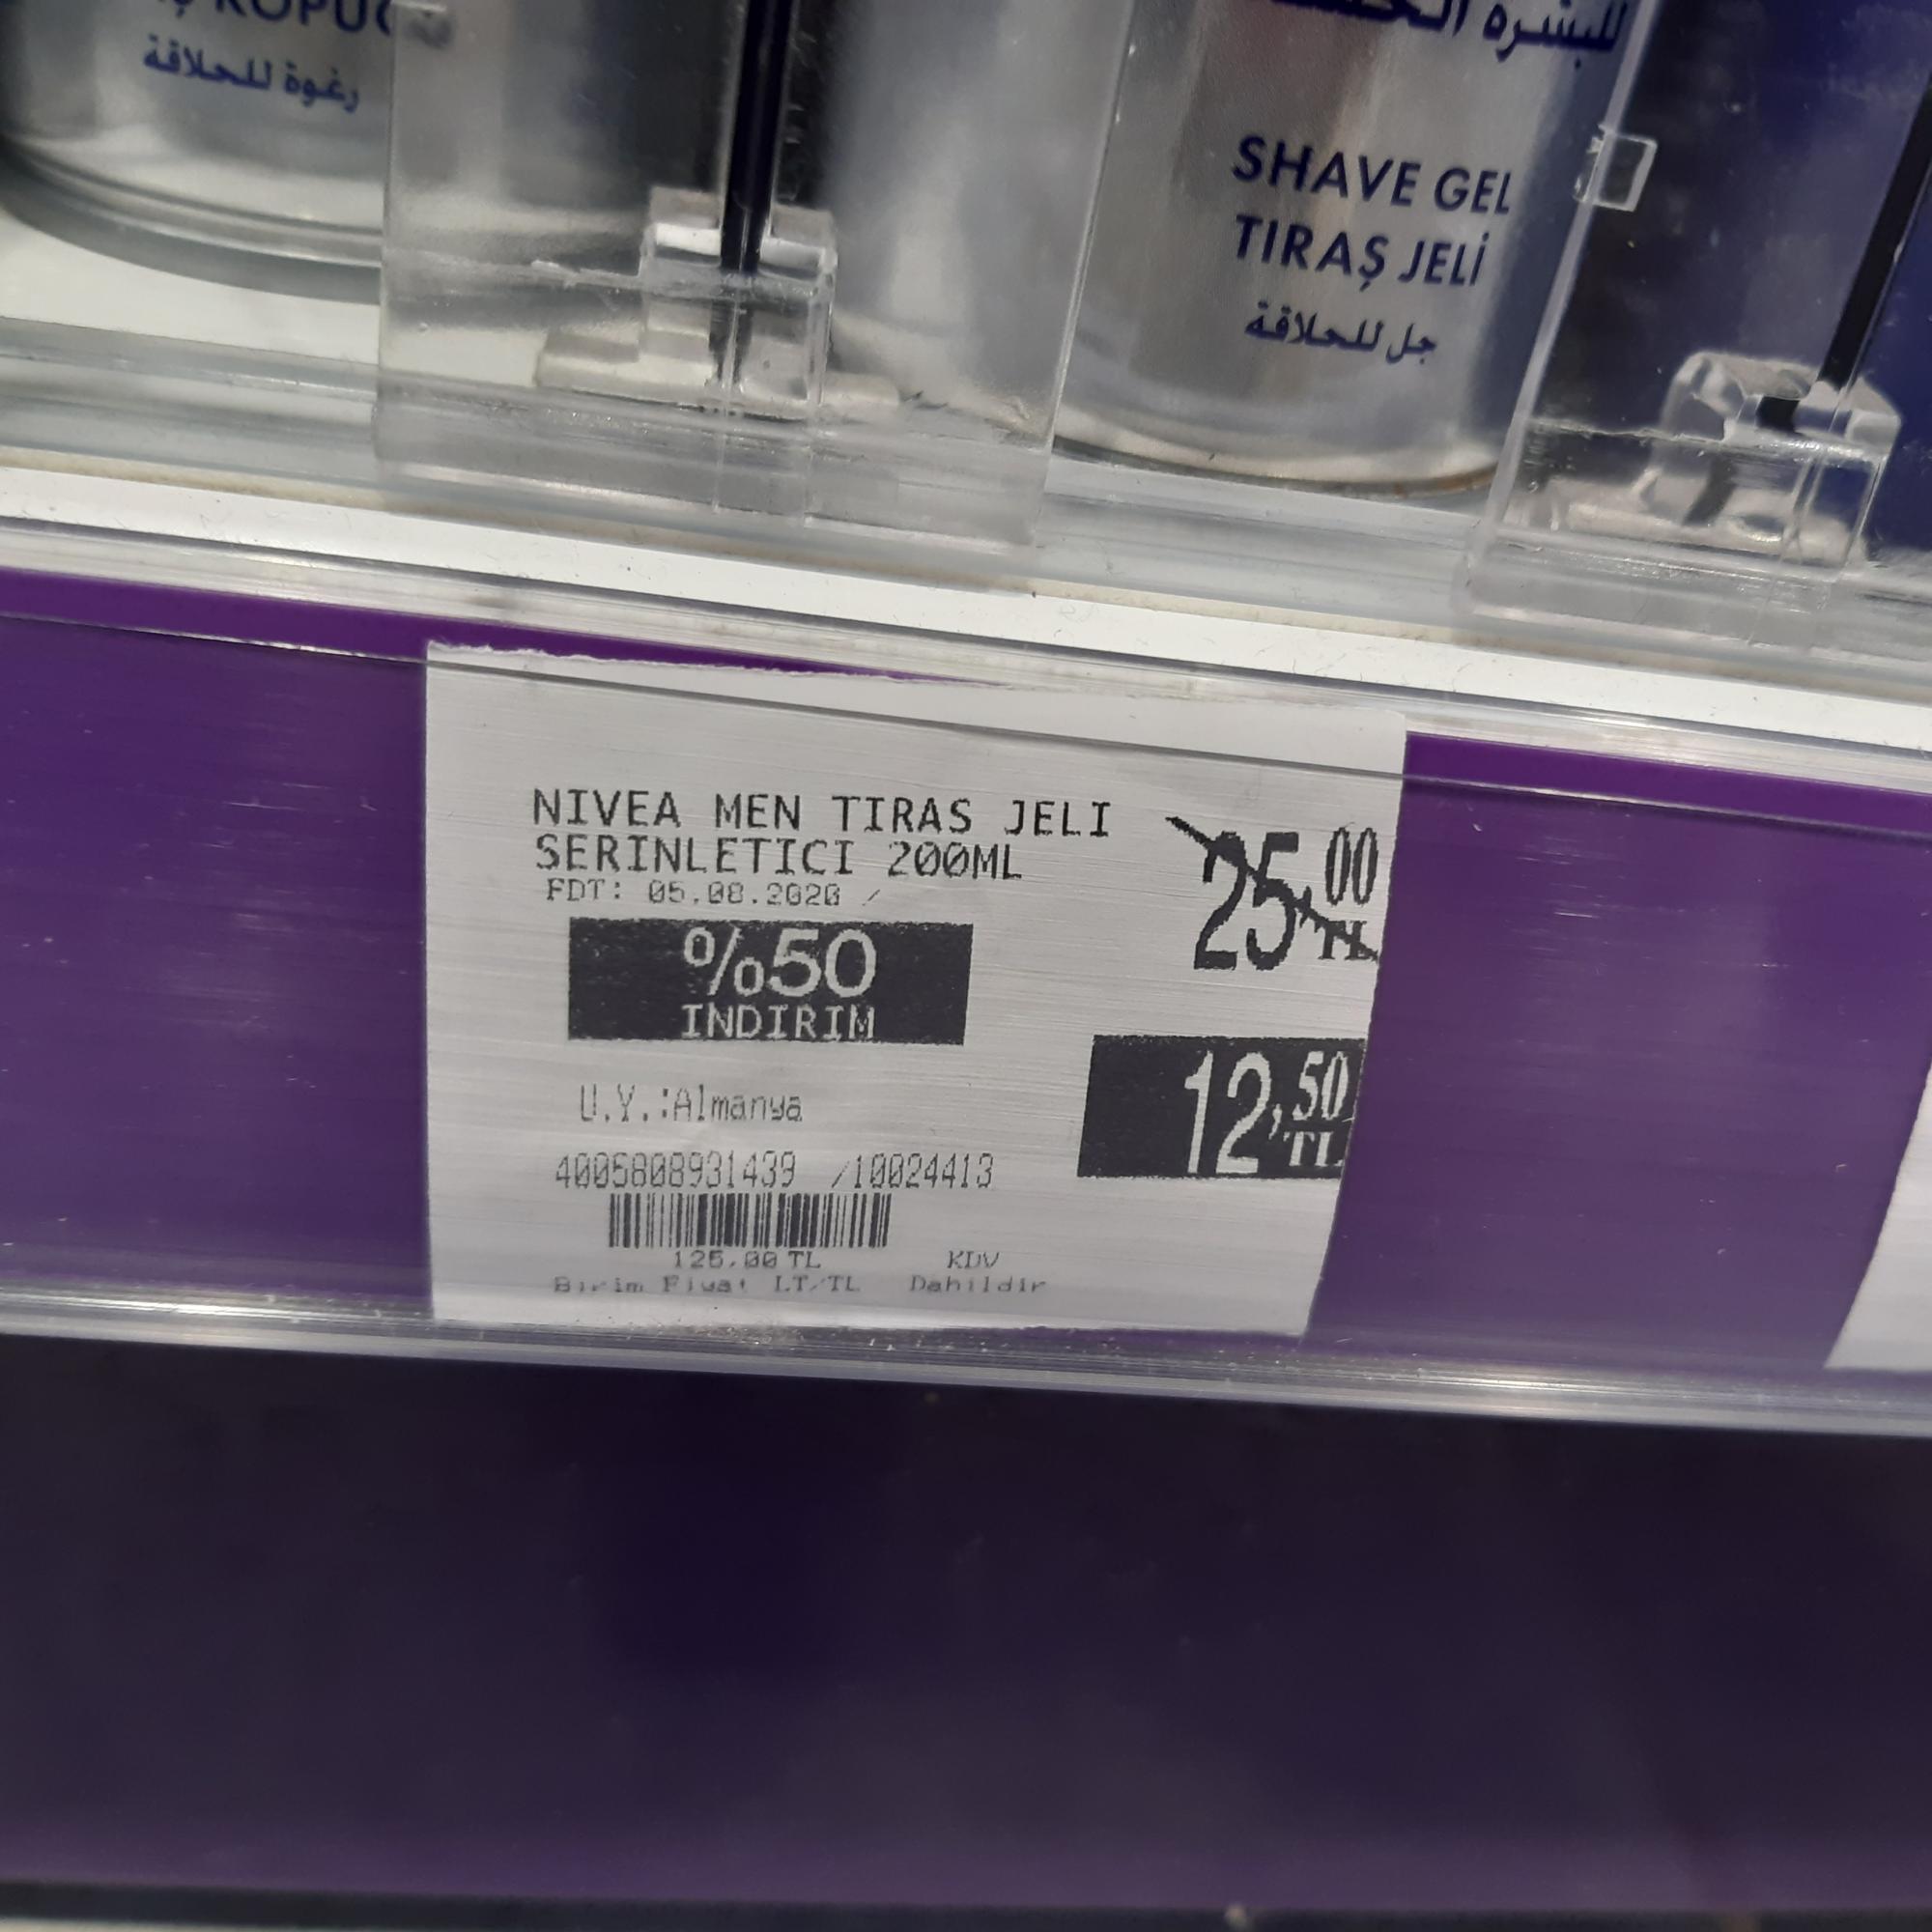 رغوة للحلاقة
للبشرة
SHAVE GEL
TIRAŞ JELİ
جل للحلاقة
NIVEA MEN TIRAS JELI
SERINLETICI 200ML
FDT: 05.08.2020 /
25,00
TL
%50
INDIRIM
12,50
TL
U.Y.:Almanya
4005808931439 /10024413
125.00 TL KDV
Birim Fiyat LT/TL Dahildir